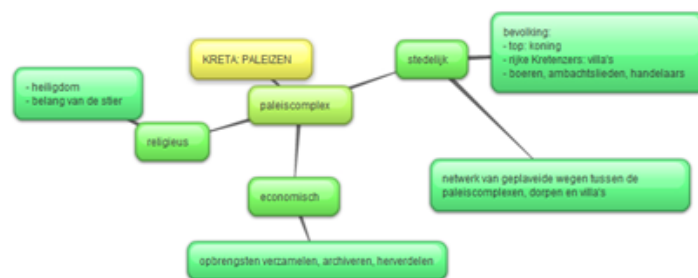 KRETA: PALEIZEN
paleiscomplex
stedelijk
bevolking:
- top: koning
- rijke Kretenzers: villa's
- boeren, ambachtslieden, handelaars
netwerk van geplaveide wegen tussen de
paleiscomplexen, dorpen en villa's
- heiligdom
- belang van de stier
religieus
economisch
opbrengsten verzamelen, archiveren, herverdelen